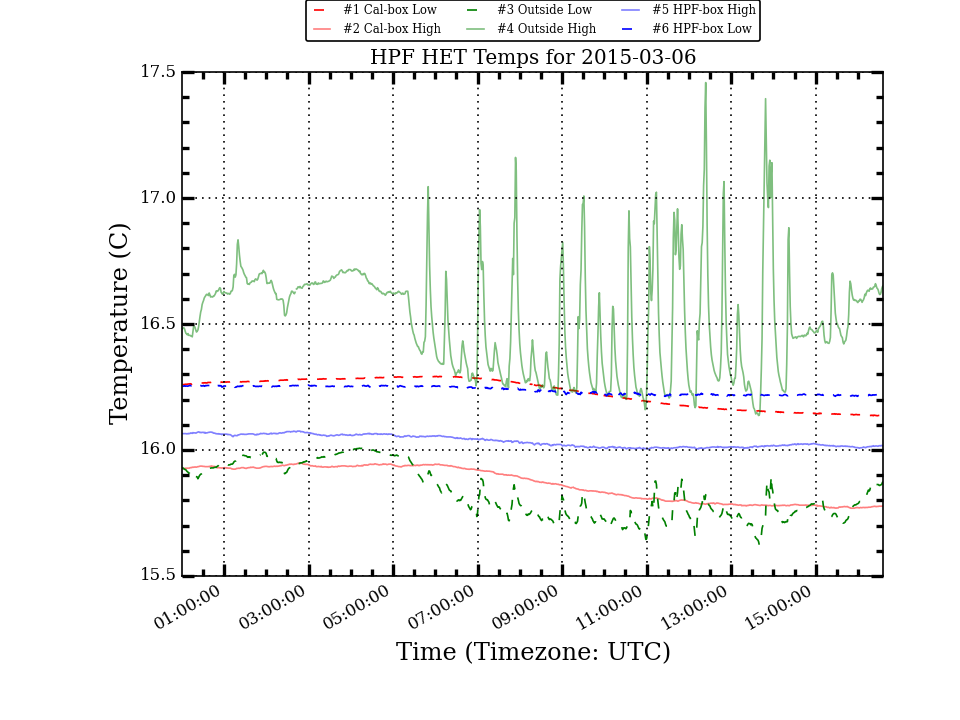 #1 Cal-box Low #3 Outside Low #5 HPF-box High
#2 Cal-box High #4 Outside High #6 HPF-box Low
HPF HET Temps for 2015-03-06
17.5
17.0
16.5
16.0
15.5
Temperature (C)
01:00:00 03:00:00 05:00:00 07:00:00 09:00:00 11:00:00 13:00:00 15:00:00
Time (Timezone: UTC)